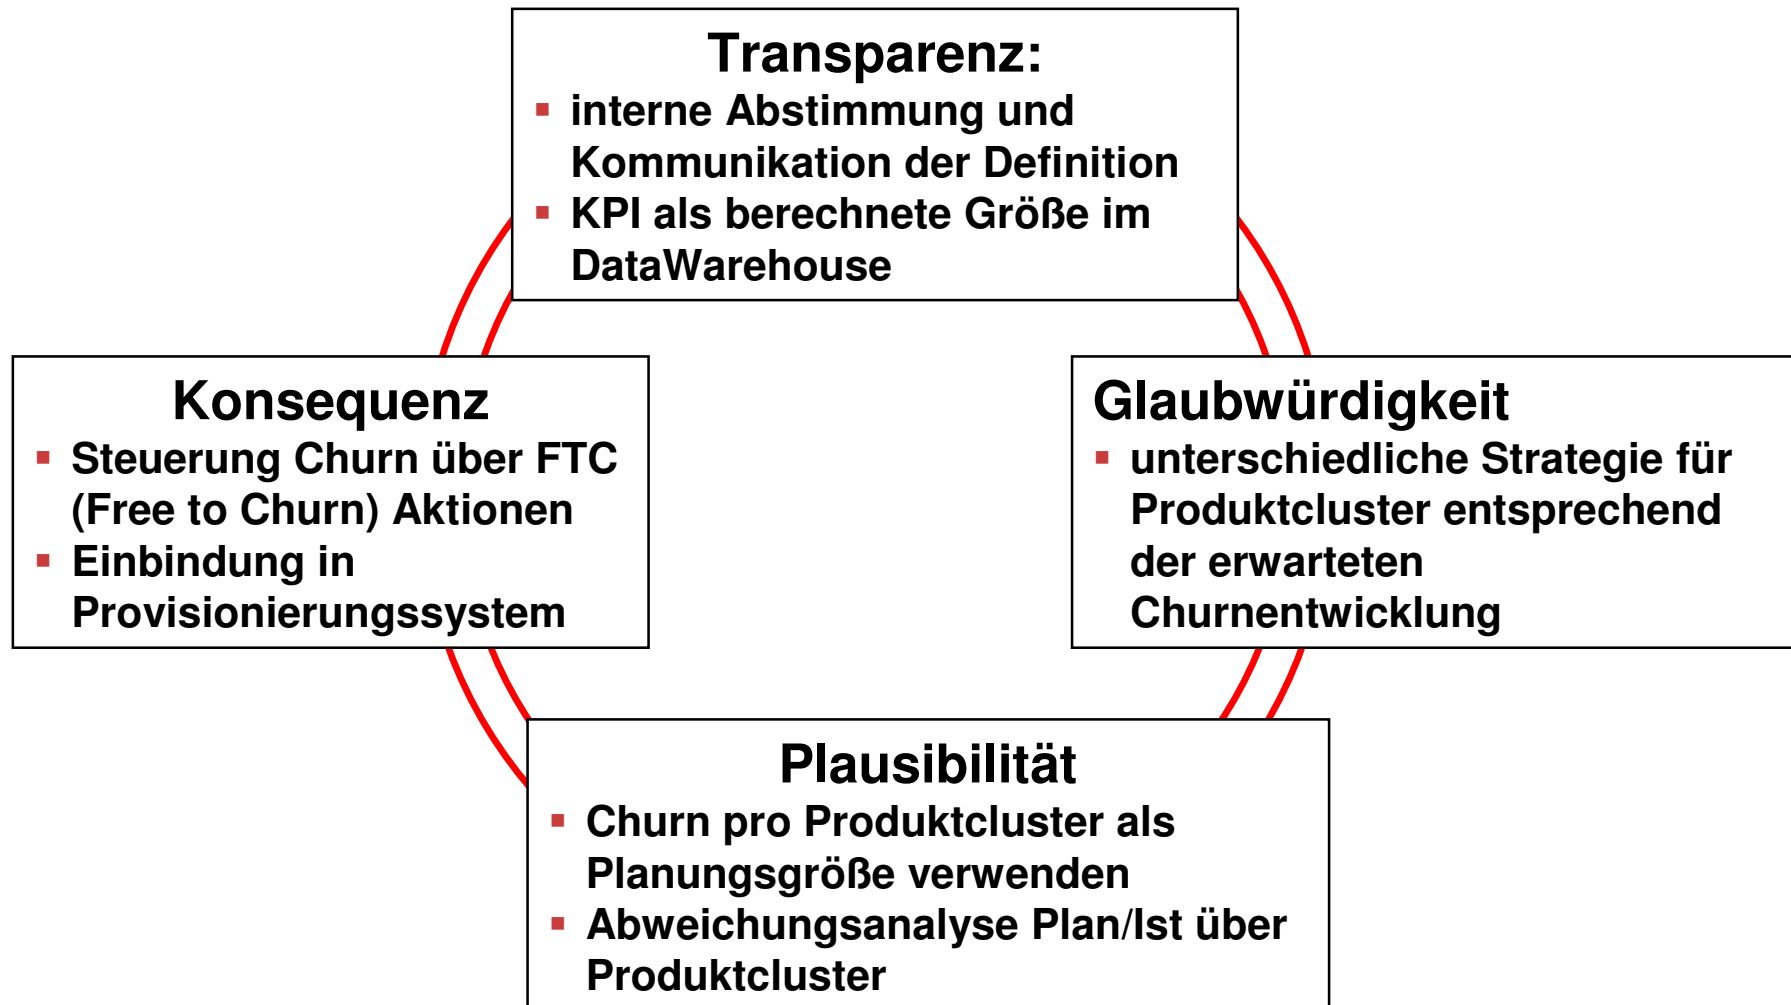 Transparenz:
▪ interne Abstimmung und
Kommunikation der Definition
▪ KPI als berechnete Größe im
DataWarehouse
Konsequenz
▪ Steuerung Churn über FTC
(Free to Churn) Aktionen
▪ Einbindung in
Provisionierungssystem
Glaubwürdigkeit
▪ unterschiedliche Strategie für
Produktcluster entsprechend
der erwarteten
Churnentwicklung
Plausibilität
▪ Churn pro Produktcluster als
Planungsgröße verwenden
▪ Abweichungsanalyse Plan/Ist über
Produktcluster